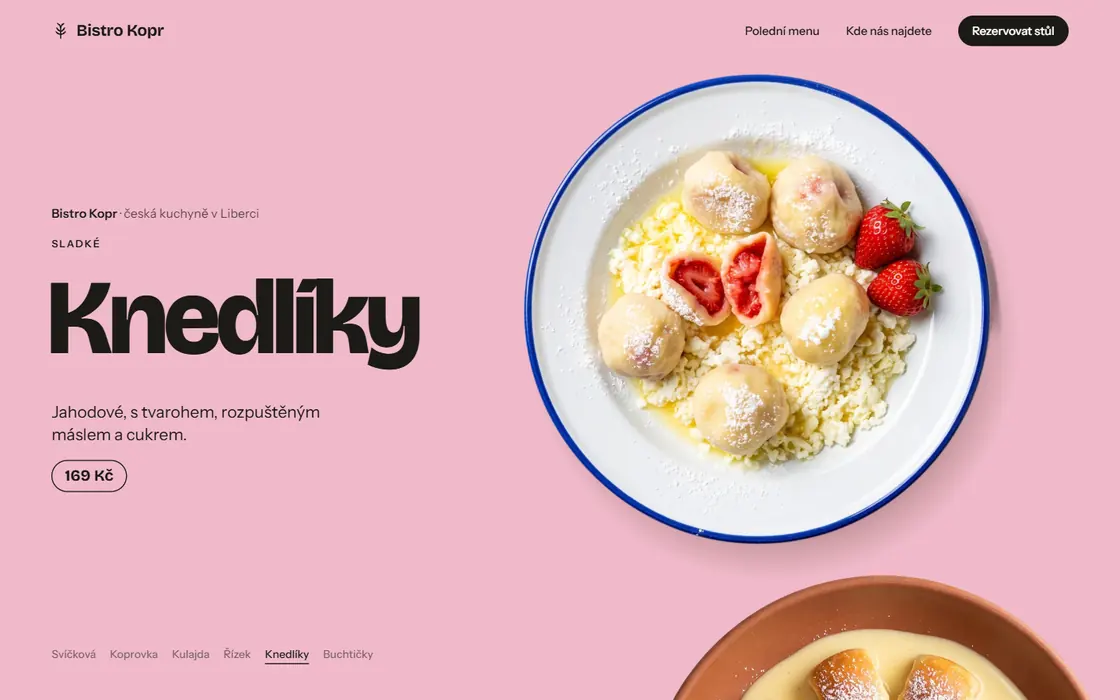 Bistro Kopr
Polední menu
Kde nás najdete
Rezervovat stůl
Bistro Kopr · česká kuchyně v Liberci
SLADKÉ
Knedlíky
Jahodové, s tvarohem, rozpuštěným
máslem a cukrem.
169 Kč
Svíčková Koprovka Kulajda Řízek Knedlíky Buchtičky